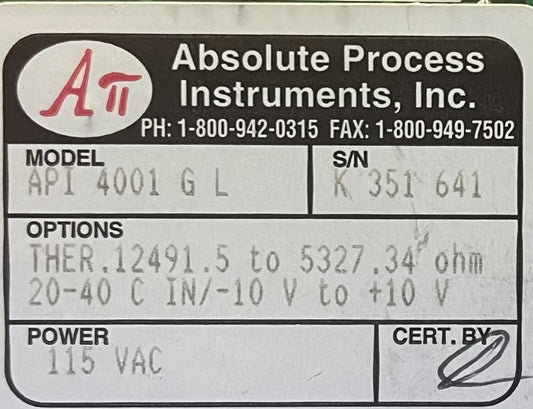 Aπ
Absolute Process
Instruments, Inc.
PH: 1-800-942-0315 FAX: 1-800-949-7502
MODEL
API 4001 G L
S/N
K 351 641
OPTIONS
THER.12491.5 to 5327.34 ohm
20-40 C IN/-10 V to +10 V
POWER
115 VAC
CERT. BY